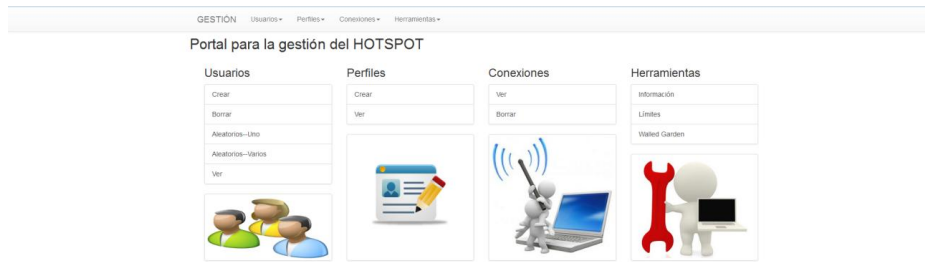 GESTIÓN Usuarios Perfiles Conexiones Herramientas
Portal para la gestión del HOTSPOT
Usuarios
Crear
Borrar
Aleatorios--Uno
Aleatorios--Varios
Ver
Perfiles
Crear
Ver
Conexiones
Ver
Borrar
Herramientas
Información
Límites
Walled Garden